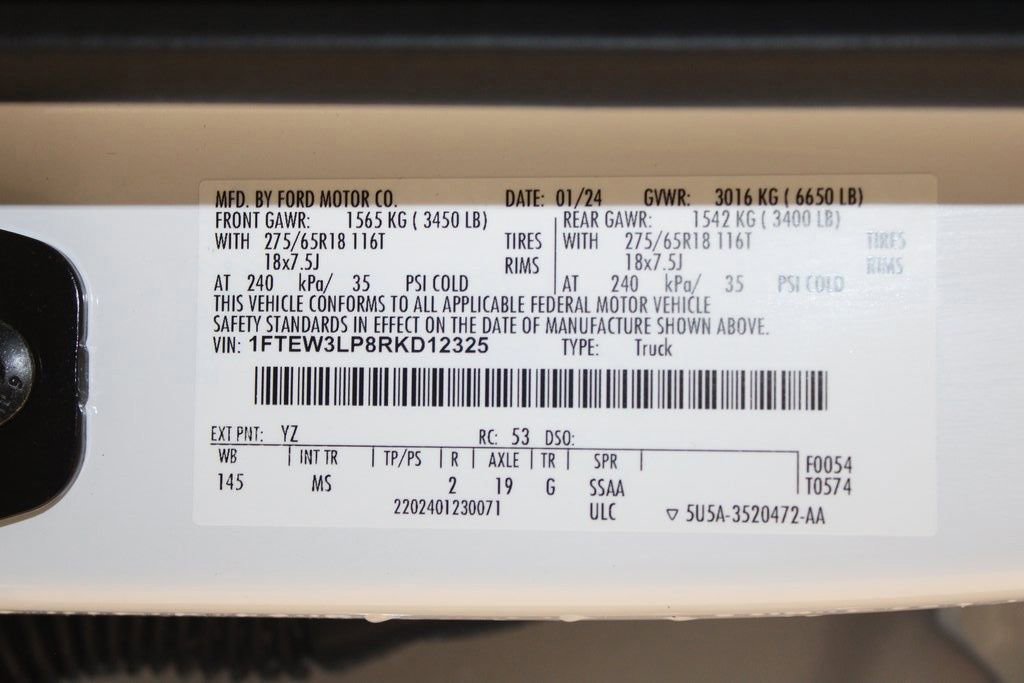 MFD. BY FORD MOTOR CO. DATE: 01/24 GVWR: 3016 KG ( 6650 LB)
FRONT GAWR: 1565 KG ( 3450 LB) REAR GAWR: 1542 KG ( 3400 LB)
WITH 275/65R18 116T TIRES WITH 275/65R18 116T TIRES
18x7.5J RIMS 18x7.5J RIMS
AT 240 kPa/ 35 PSI COLD AT 240 kPa/ 35 PSI COLD
THIS VEHICLE CONFORMS TO ALL APPLICABLE FEDERAL MOTOR VEHICLE
SAFETY STANDARDS IN EFFECT ON THE DATE OF MANUFACTURE SHOWN ABOVE.
VIN: 1FTEW3LP8RKD12325 TYPE: Truck
EXT PNT: YZ RC: 53 DSO:
WB INT TR TP/PS R AXLE TR SPR F0054
145 MS 2 19 G SSAA T0574
2202401230071 ULC ▽ 5U5A-3520472-AA